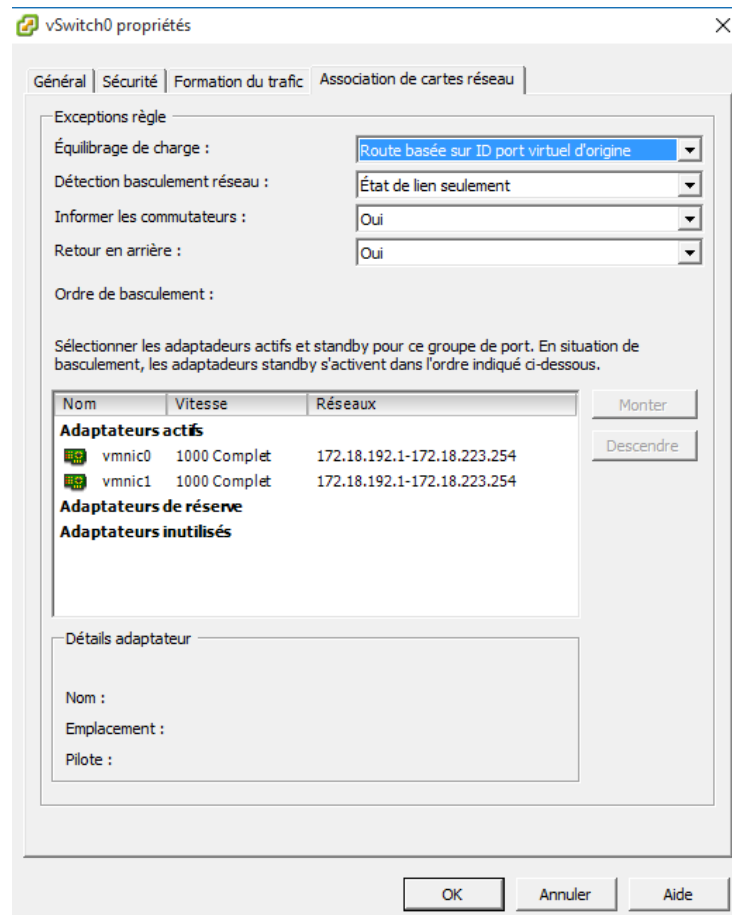 vSwitch0 propriétés
Général Sécurité Formation du trafic Association de cartes réseau
Exceptions règle
Équilibrage de charge : Route basée sur ID port virtuel d'origine
Détection basculement réseau : État de lien seulement
Informer les commutateurs : Oui
Retour en arrière : Oui
Ordre de basculement :
Sélectionner les adaptadeurs actifs et standby pour ce groupe de port. En situation de
basculement, les adaptadeurs standby s'activent dans l'ordre indiqué ci-dessous.
Nom Vitesse Réseaux Monter
Adaptateurs actifs
Descendre
vmnic0 1000 Complet 172.18.192.1-172.18.223.254
vmnic1 1000 Complet 172.18.192.1-172.18.223.254
Adaptateurs de réserve
Adaptateurs inutilisés
Détails adaptateur
Nom :
Emplacement :
Pilote :
OK Annuler Aide